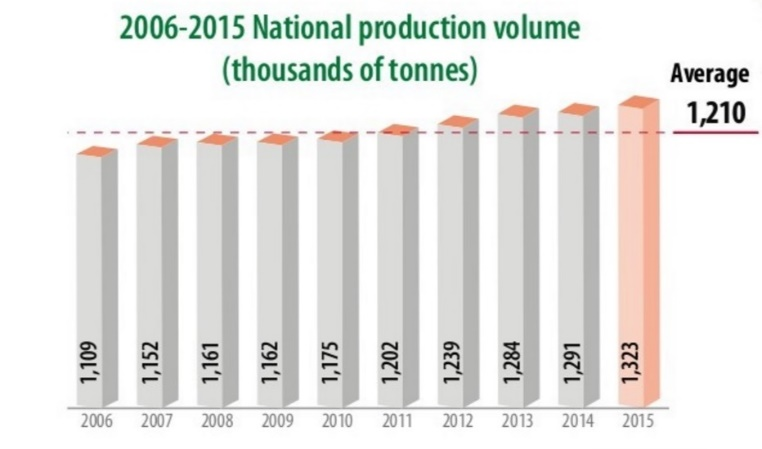 2006-2015 National production volume
(thousands of tonnes)
Average
1,210
1,109
1,152
1,161
1,162
1,175
1,202
1,239
1,284
1,291
1,323
2006 2007 2008 2009 2010 2011 2012 2013 2014 2015